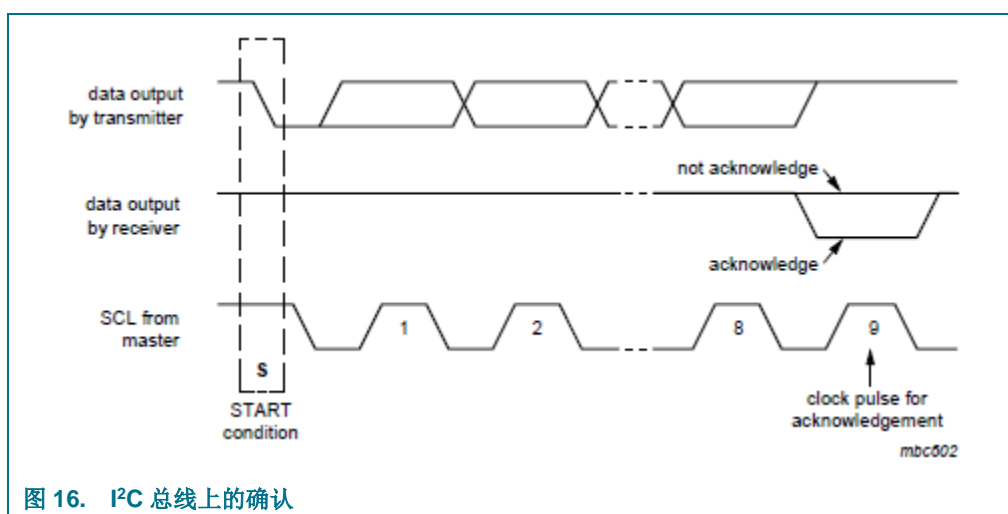 data output
by transmitter
not acknowledge
data output
by receiver
acknowledge
SCL from
master
1
2
8
9
S
START
condition
clock pulse for
acknowledgement
mbc602
图 16. I²C 总线上的确认